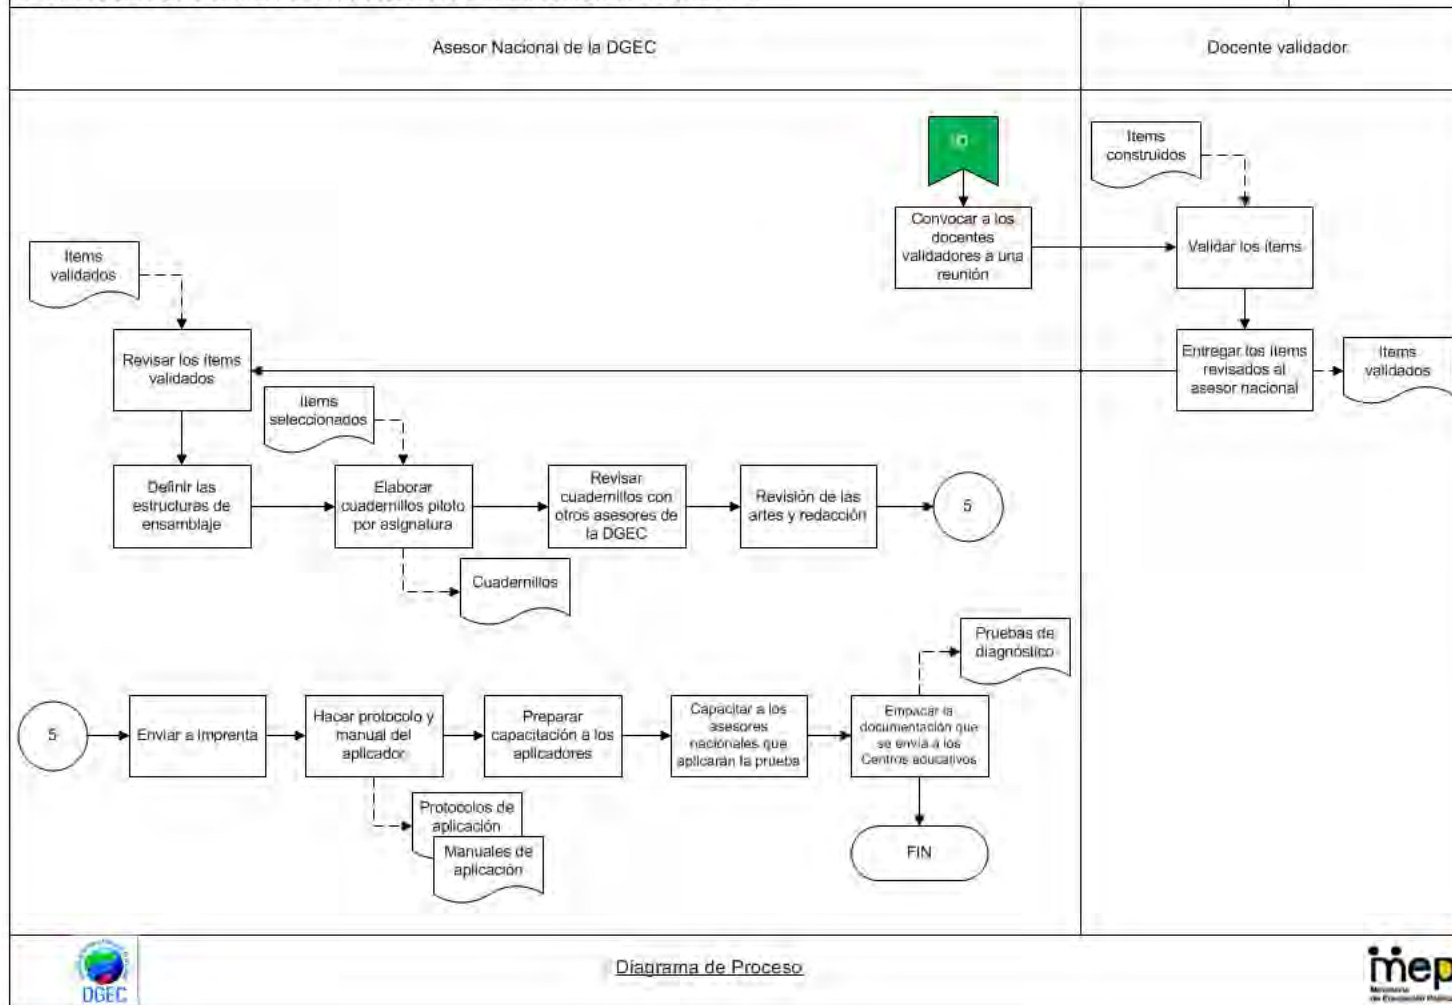 Asesor Nacional de la DGEC
Docente validador
Items
construidos
Convocar a los
docentes
validadores a una
reunión
Validar los ítems
Items
validados
Revisar los ítems
validados
Entregar los ítems
revisados al
asesor nacional
Items
validados
Items
seleccionados
Definir las
estructuras de
ensamblaje
Elaborar
cuadernillos piloto
por asignatura
Revisar
cuadernillos con
otros asesores de
la DGEC
Revisión de las
artes y redacción
5
Cuadernillos
Pruebas de
diagnóstico
5
Enviar a Imprenta
Hacer protocolo y
manual del
aplicador
Preparar
capacitación a los
aplicadores
Capacitar a los
asesores
nacionales que
aplicarán la prueba
Empacar la
documentación que
se envía a los
Centros educativos
Protocolos de
aplicación
Manuales de
aplicación
FIN
DGEC
Diagrama de Proceso
mep
Ministerio
de Educación Pública